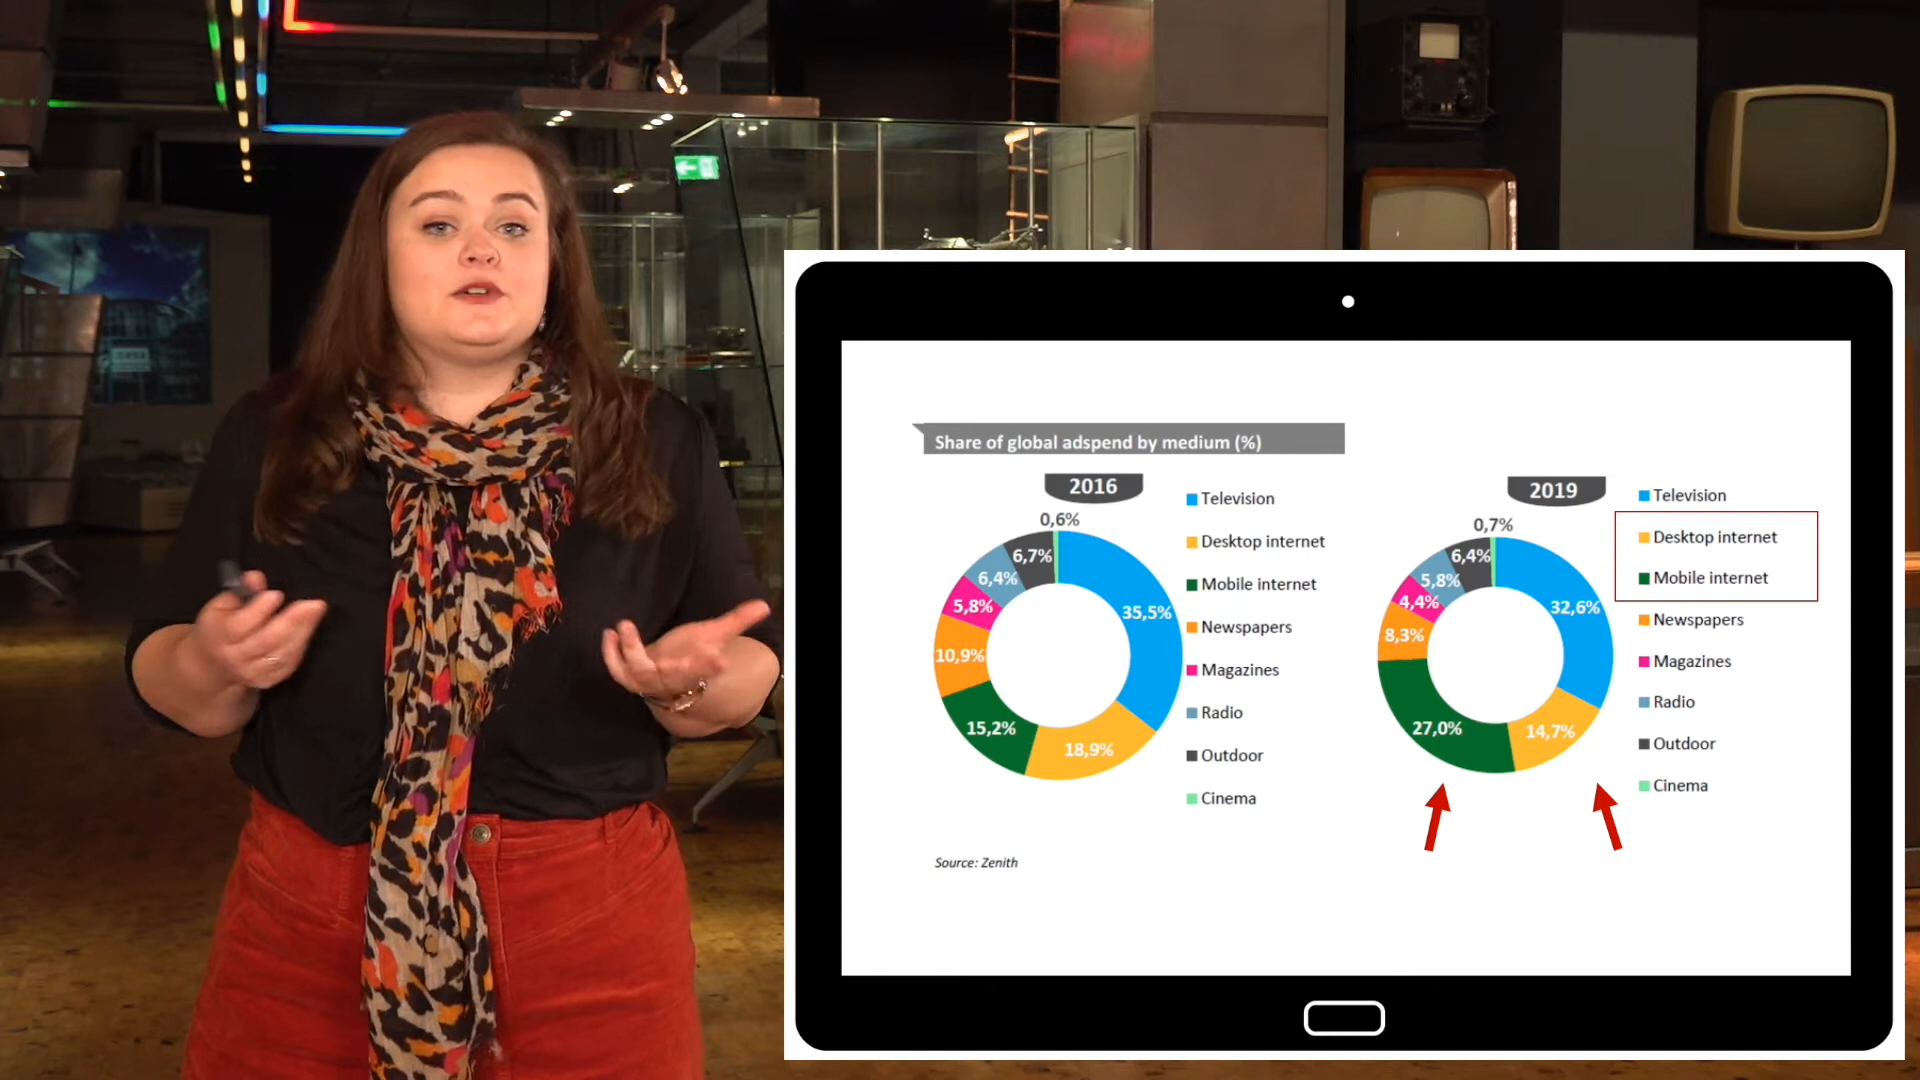 Share of global adspend by medium (%)
2016
0,6%
6,7%
6,4%
5,8%
10,9%
15,2%
18,9%
35,5%
Television
Desktop internet
Mobile internet
Newspapers
Magazines
Radio
Outdoor
Cinema
2019
0,7%
6,4%
5,8%
4,4%
8,3%
27,0%
14,7%
32,6%
Television
Desktop internet
Mobile internet
Newspapers
Magazines
Radio
Outdoor
Cinema
Source: Zenith